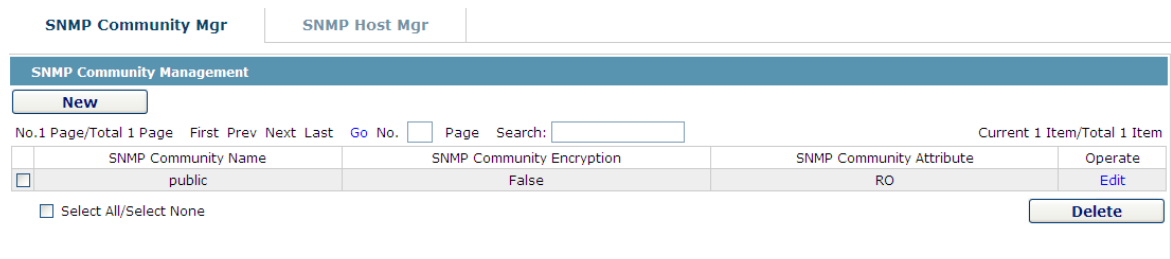 SNMP Community Mgr SNMP Host Mgr
SNMP Community Management
New
No.1 Page/Total 1 Page First Prev Next Last Go No. Page Search: Current 1 Item/Total 1 Item
SNMP Community Name SNMP Community Encryption SNMP Community Attribute Operate
public False RO Edit
Select All/Select None Delete